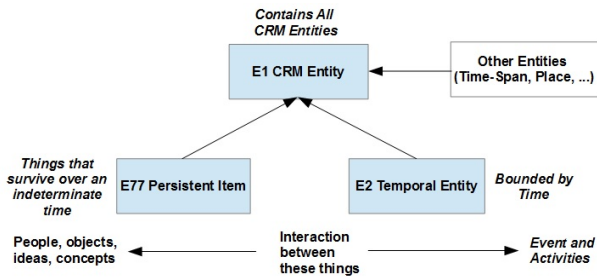 Contains All
CRM Entities
E1 CRM Entity
Other Entities
(Time-Span, Place, ...)
Things that
survive over an
indeterminate
time
E77 Persistent Item
E2 Temporal Entity
Bounded by
Time
People, objects,
ideas, concepts
Interaction
between
these things
Event and
Activities